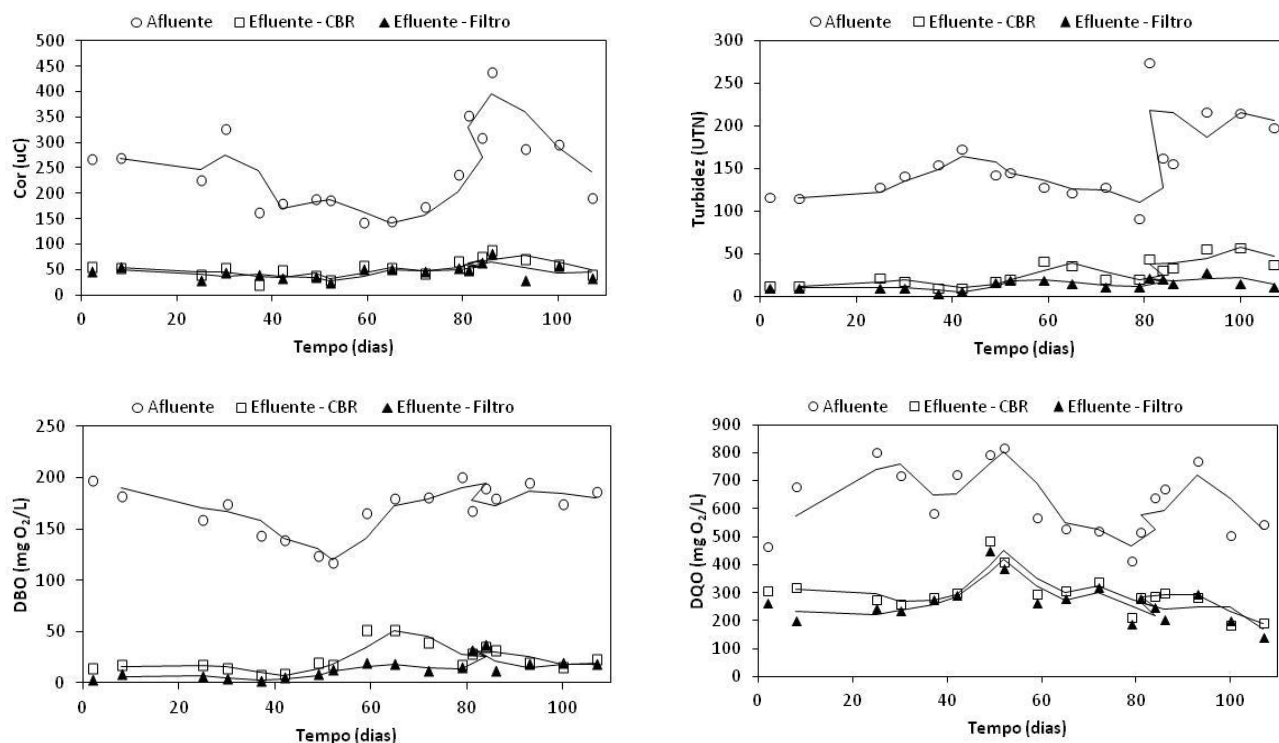 Afluente Efluente - CBR Efluente - Filtro
500
450
400
350
300
250
200
150
100
50
0
Cor (uC)
0 20 40 60 80 100
Tempo (dias)
Afluente Efluente - CBR Efluente - Filtro
300
250
200
150
100
50
0
Turbidez (UTN)
0 20 40 60 80 100
Tempo (dias)
Afluente Efluente - CBR Efluente - Filtro
250
200
150
100
50
0
DBO (mg O₂/L)
0 20 40 60 80 100
Tempo (dias)
Afluente Efluente - CBR Efluente - Filtro
900
800
700
600
500
400
300
200
100
0
DQO (mg O₂/L)
0 20 40 60 80 100
Tempo (dias)